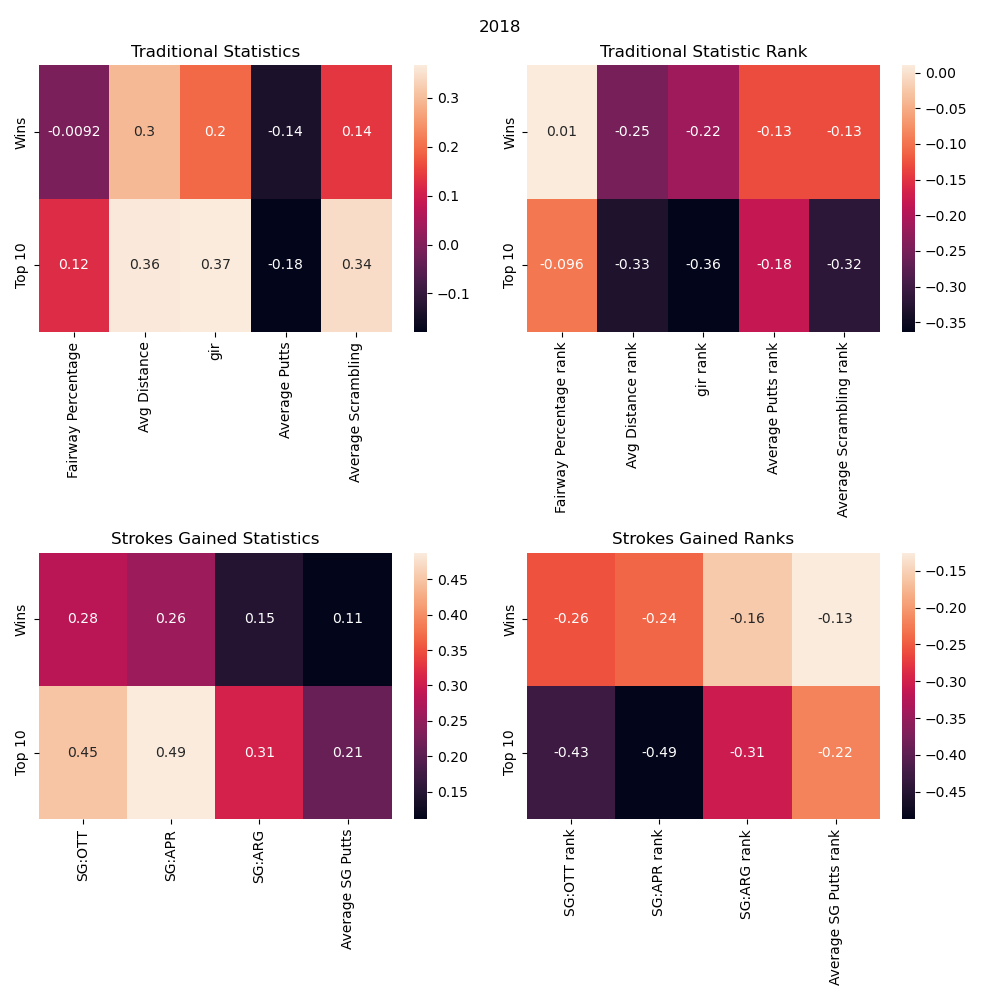 2018
Traditional Statistics
Wins
-0.0092 0.3 0.2 -0.14 0.14
Top 10
0.12 0.36 0.37 -0.18 0.34
0.3
0.2
0.1
0.0
−0.1
Fairway Percentage
Avg Distance
gir
Average Putts
Average Scrambling
Traditional Statistic Rank
Wins
0.01 -0.25 -0.22 -0.13 -0.13
Top 10
-0.096 -0.33 -0.36 -0.18 -0.32
0.00
−0.05
−0.10
−0.15
−0.20
−0.25
−0.30
−0.35
Fairway Percentage rank
Avg Distance rank
gir rank
Average Putts rank
Average Scrambling rank
Strokes Gained Statistics
Wins
0.28 0.26 0.15 0.11
Top 10
0.45 0.49 0.31 0.21
0.45
0.40
0.35
0.30
0.25
0.20
0.15
SG:OTT
SG:APR
SG:ARG
Average SG Putts
Strokes Gained Ranks
Wins
-0.26 -0.24 -0.16 -0.13
Top 10
-0.43 -0.49 -0.31 -0.22
−0.15
−0.20
−0.25
−0.30
−0.35
−0.40
−0.45
SG:OTT rank
SG:APR rank
SG:ARG rank
Average SG Putts rank